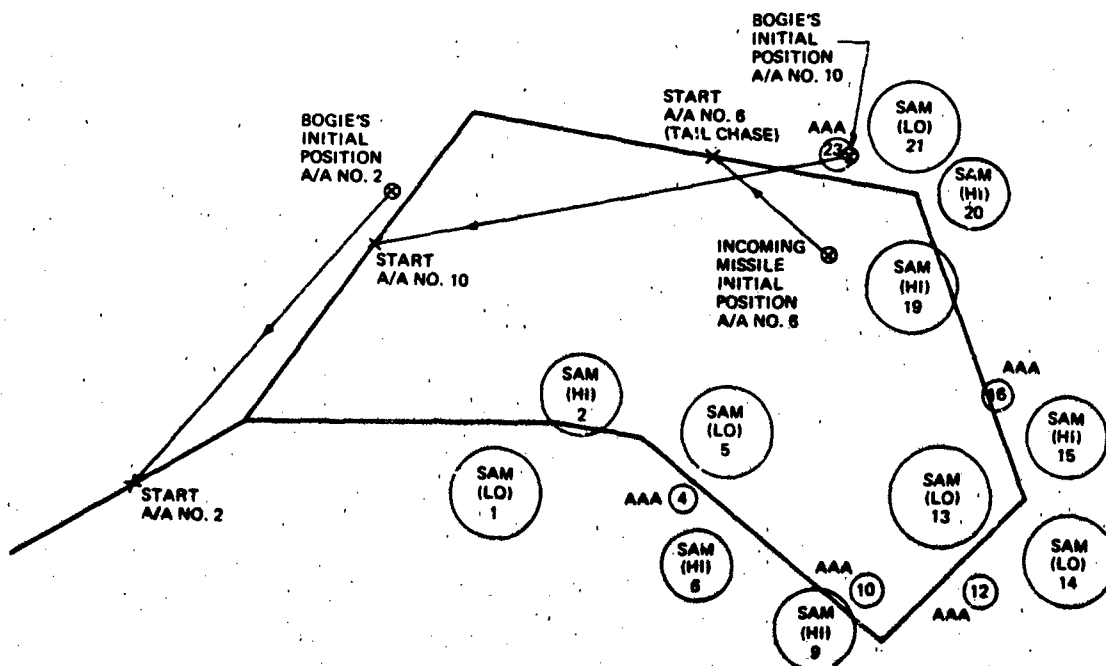 BOGIE'S
INITIAL
POSITION
A/A NO. 10
START
A/A NO. 6
(TAIL CHASE)
AAA
23
SAM
(LO)
21
BOGIE'S
INITIAL
POSITION
A/A NO. 2
SAM
(HI)
20
START
A/A NO. 10
INCOMING
MISSILE
INITIAL
POSITION
A/A NO. 6
SAM
(HI)
19
SAM
(HI)
2
AAA
16
SAM
(LO)
5
SAM
(HI)
15
START
A/A NO. 2
SAM
(LO)
1
AAA
4
SAM
(LO)
13
SAM
(HI)
6
SAM
(LO)
14
AAA
10
AAA
12
SAM
(HI)
9